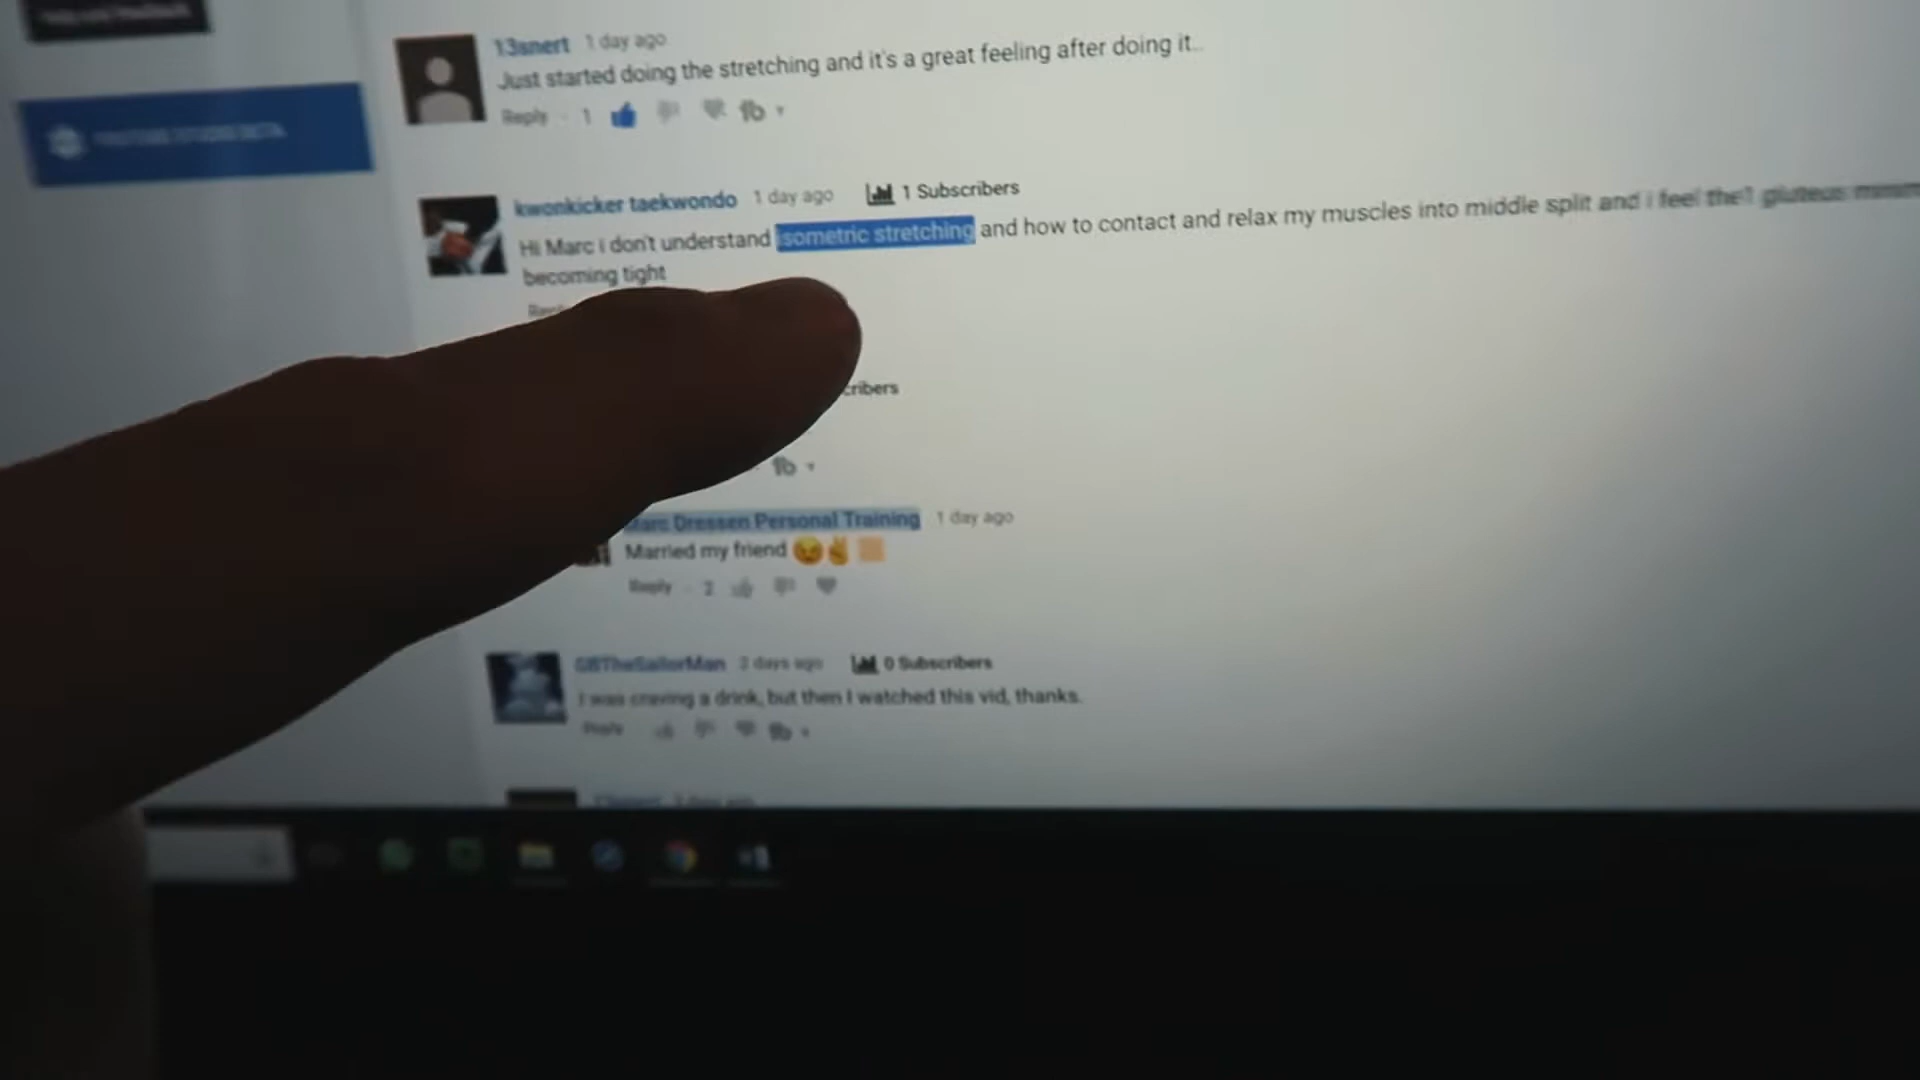 13snert 1 day ago
Just started doing the stretching and it's a great feeling after doing it..
Reply 1
kwonkicker taekwondo 1 day ago 1 Subscribers
Hi Marc i don't understand isometric stretching and how to contact and relax my muscles into middle split and i feel the1 gluteus
becoming tight
cribers
Marc Dressen Personal Training 1 day ago
Married my friend
Reply 2
GBTheSailorMan 2 days ago 0 Subscribers
I was craving a drink, but then I watched this vid, thanks.
Reply